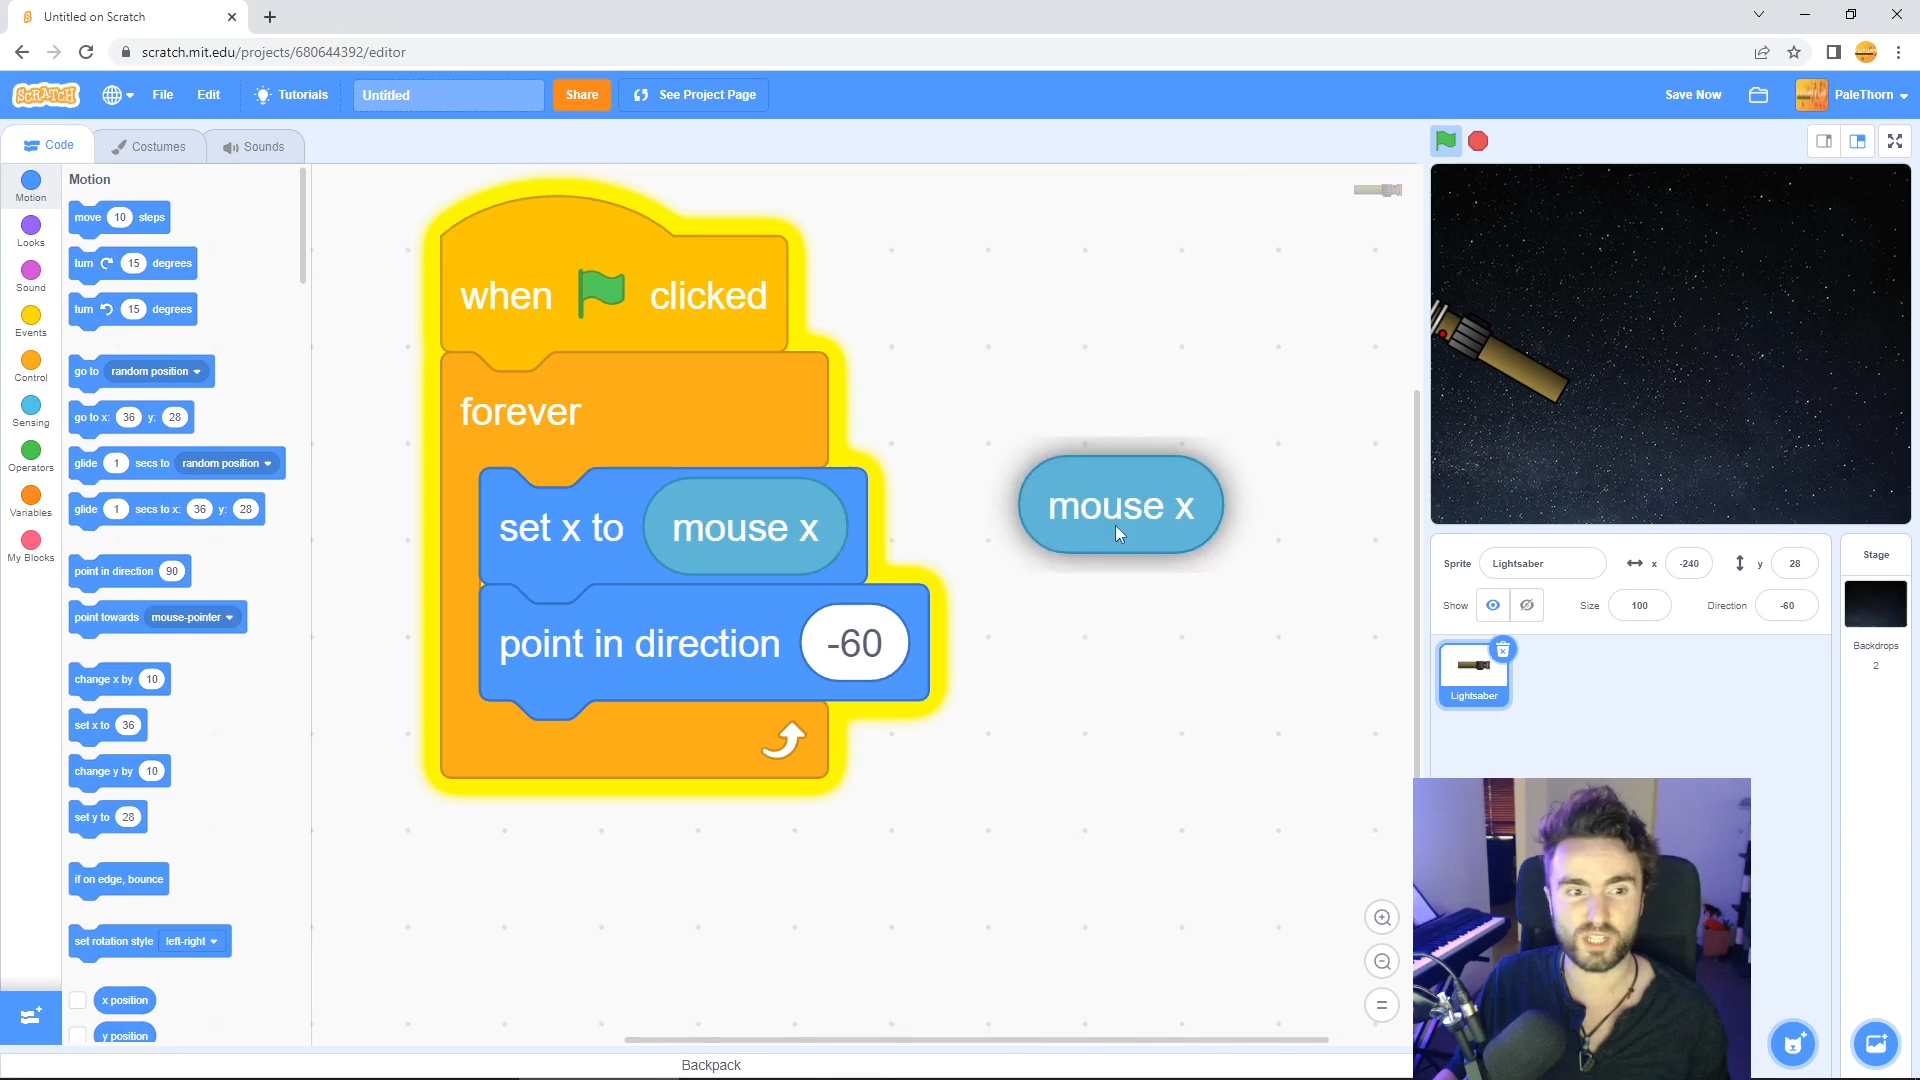 Untitled on Scratch
scratch.mit.edu/projects/680644392/editor
SCRATCH
File
Edit
Tutorials
Untitled
Share
See Project Page
Save Now
PaleThorn
Code
Costumes
Sounds
Motion
Looks
Sound
Events
Control
Sensing
Operators
Variables
My Blocks
Motion
move 10 steps
turn 15 degrees
turn 15 degrees
go to random position
go to x: 36 y: 28
glide 1 secs to random position
glide 1 secs to x: 36 y: 28
point in direction 90
point towards mouse-pointer
change x by 10
set x to 36
change y by 10
set y to 28
if on edge, bounce
set rotation style left-right
x position
y position
when clicked
forever
set x to mouse x
point in direction -60
mouse x
Sprite Lightsaber x -240 y 28
Show Size 100 Direction -60
Lightsaber
Stage
Backdrops
2
Backpack